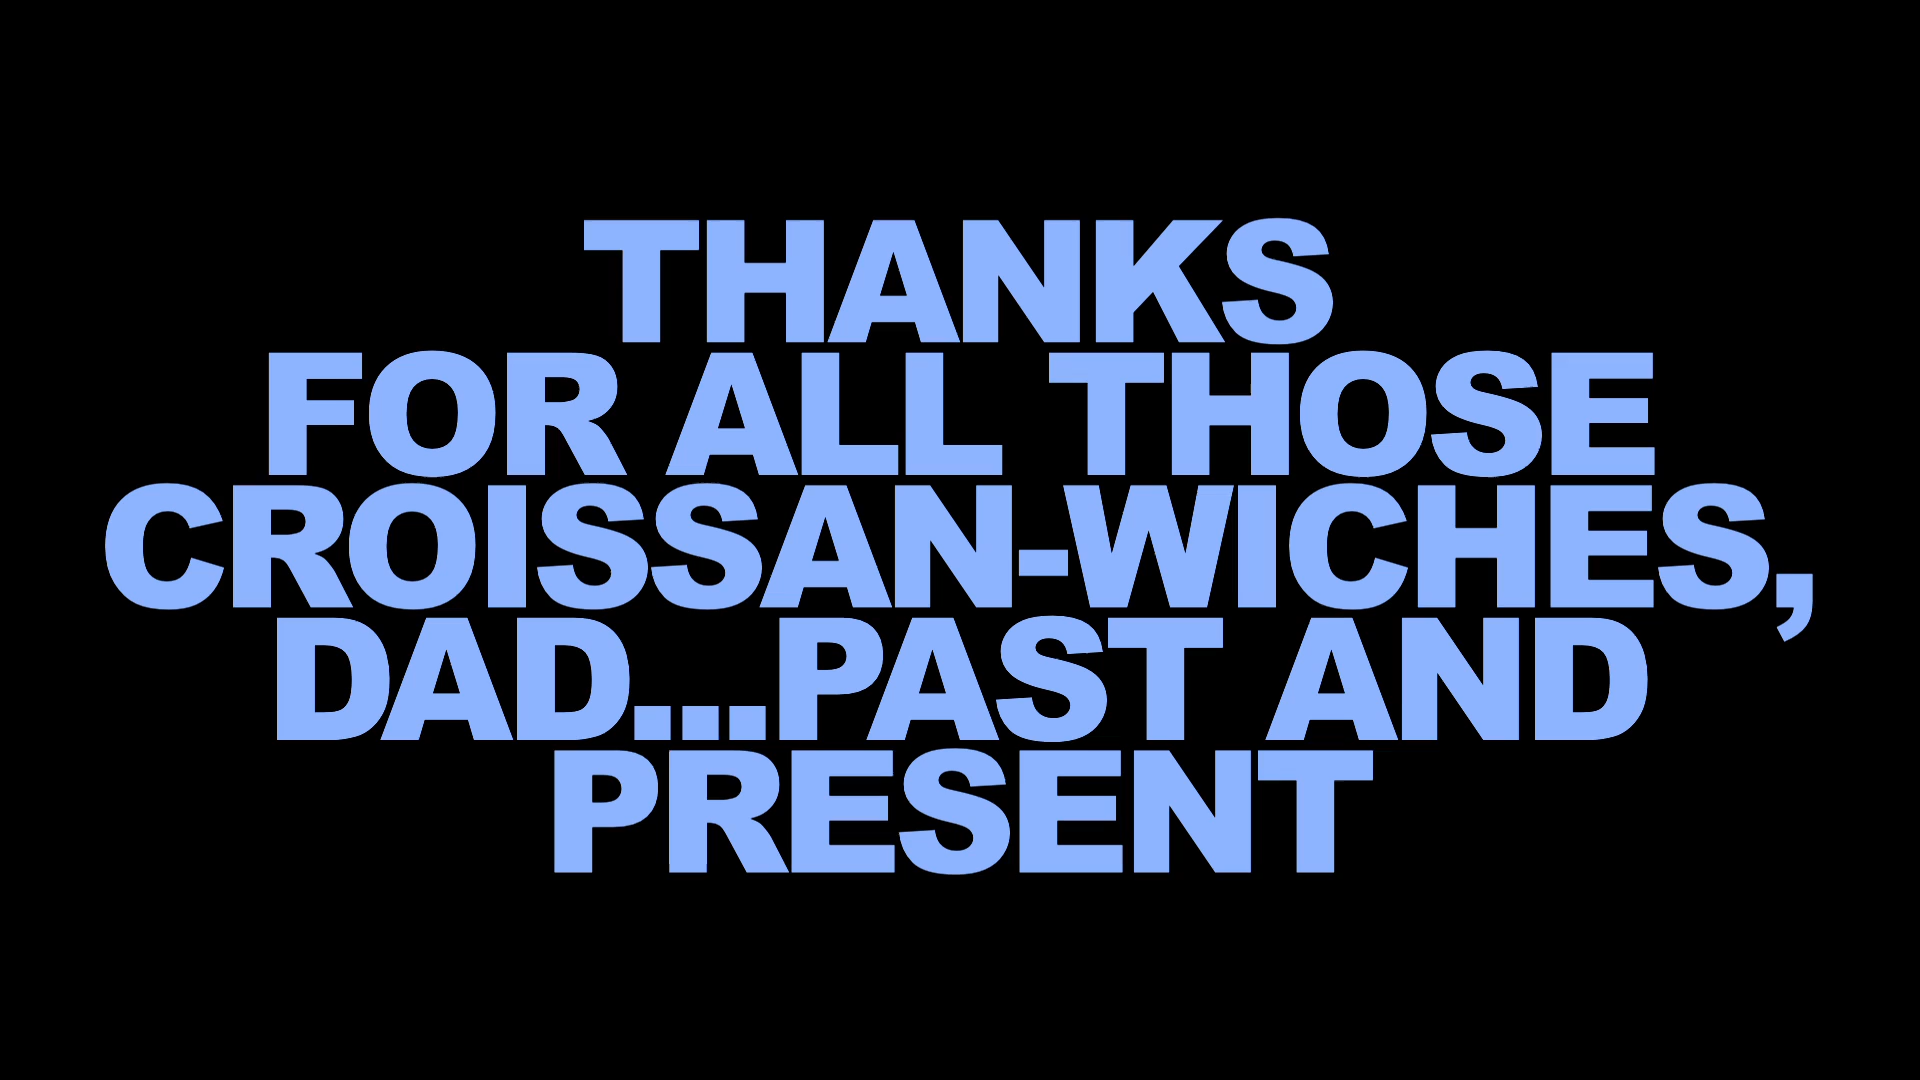 THANKS
FOR ALL THOSE
CROISSAN-WICHES,
DAD...PAST AND
PRESENT